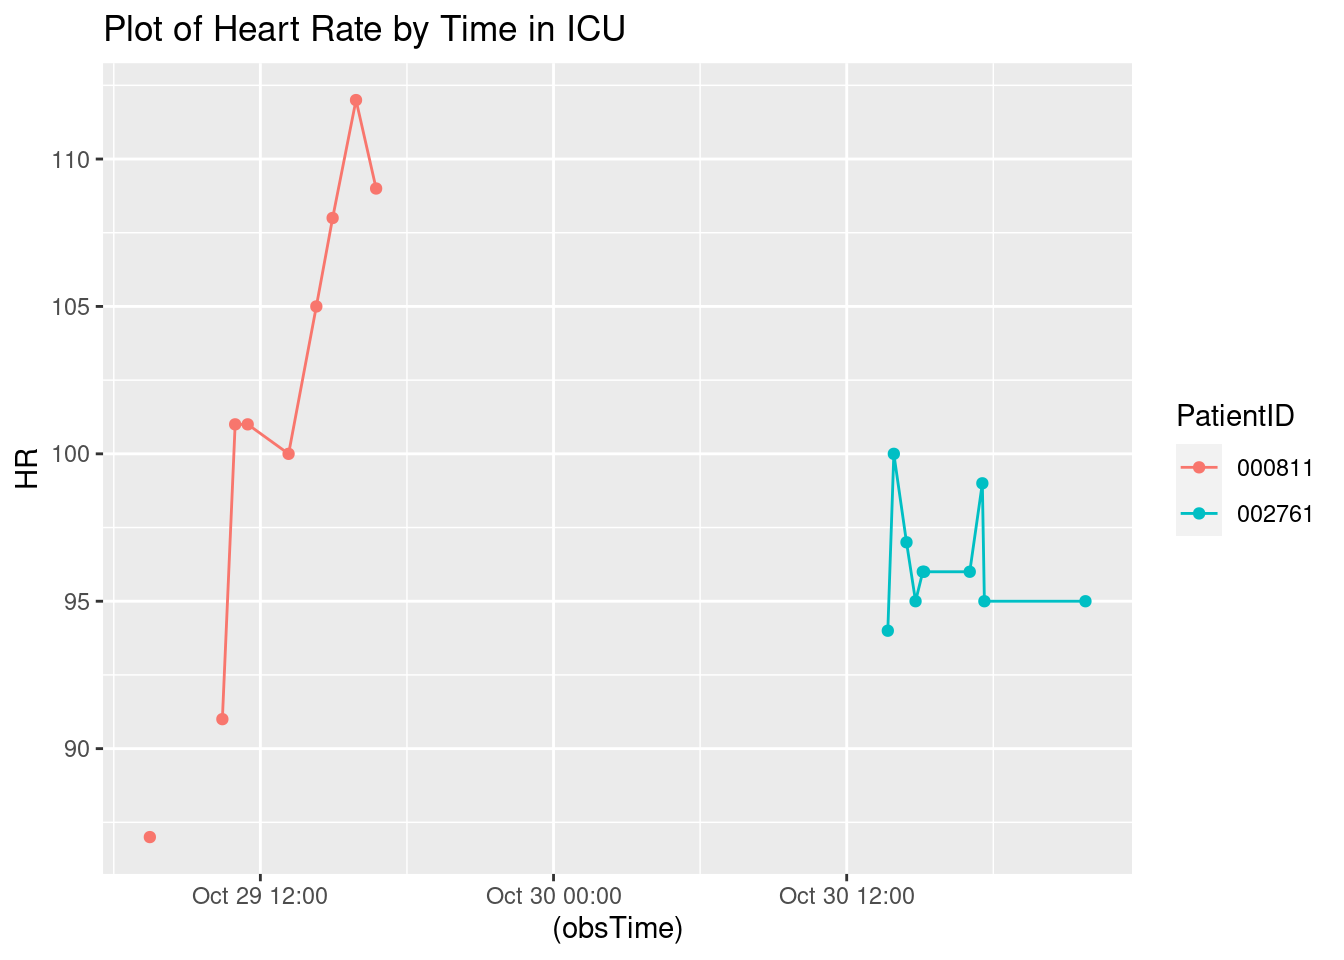 Plot of Heart Rate by Time in ICU
110
105
100
95
90
HR
Oct 29 12:00
Oct 30 00:00
Oct 30 12:00
(obsTime)
PatientID
000811
002761